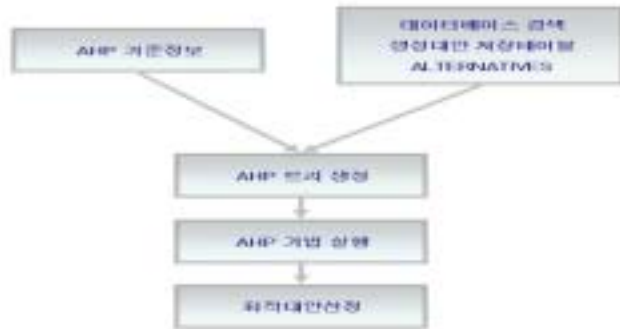 AHP 기준정보
데이터베이스 검색
생성대안 저장테이블
ALTERNATIVES
AHP 트리 생성
AHP 기법 실행
최적대안선정